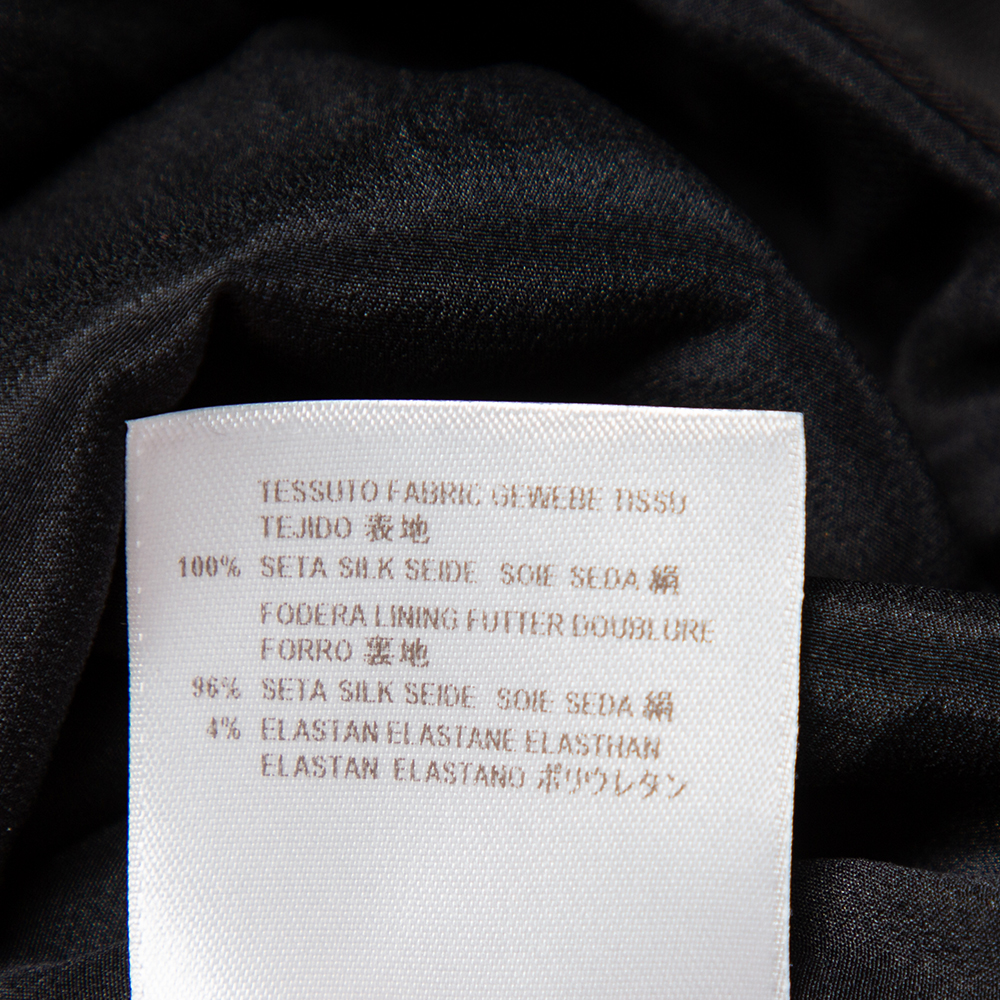 TESSUTO FABRIC GEWEBE TISSU
TEJIDO 表地
100% SETA SILK SEIDE SOIE SEDA 絹
FODERA LINING FUTTER DOUBLURE
FORRO 裏地
96% SETA SILK SEIDE SOIE SEDA 絹
4% ELASTAN ELASTANE ELASTHAN
ELASTAN ELASTANO ポリウレタン